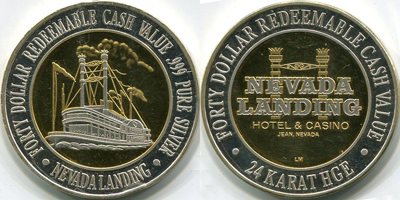 FORTY DOLLAR REDEEMABLE CASH VALUE .999 PURE SILVER
• NEVADA LANDING •
• FORTY DOLLAR REDEEMABLE CASH VALUE •
NEVADA
LANDING
HOTEL & CASINO
JEAN, NEVADA
LM
24 KARAT HGE